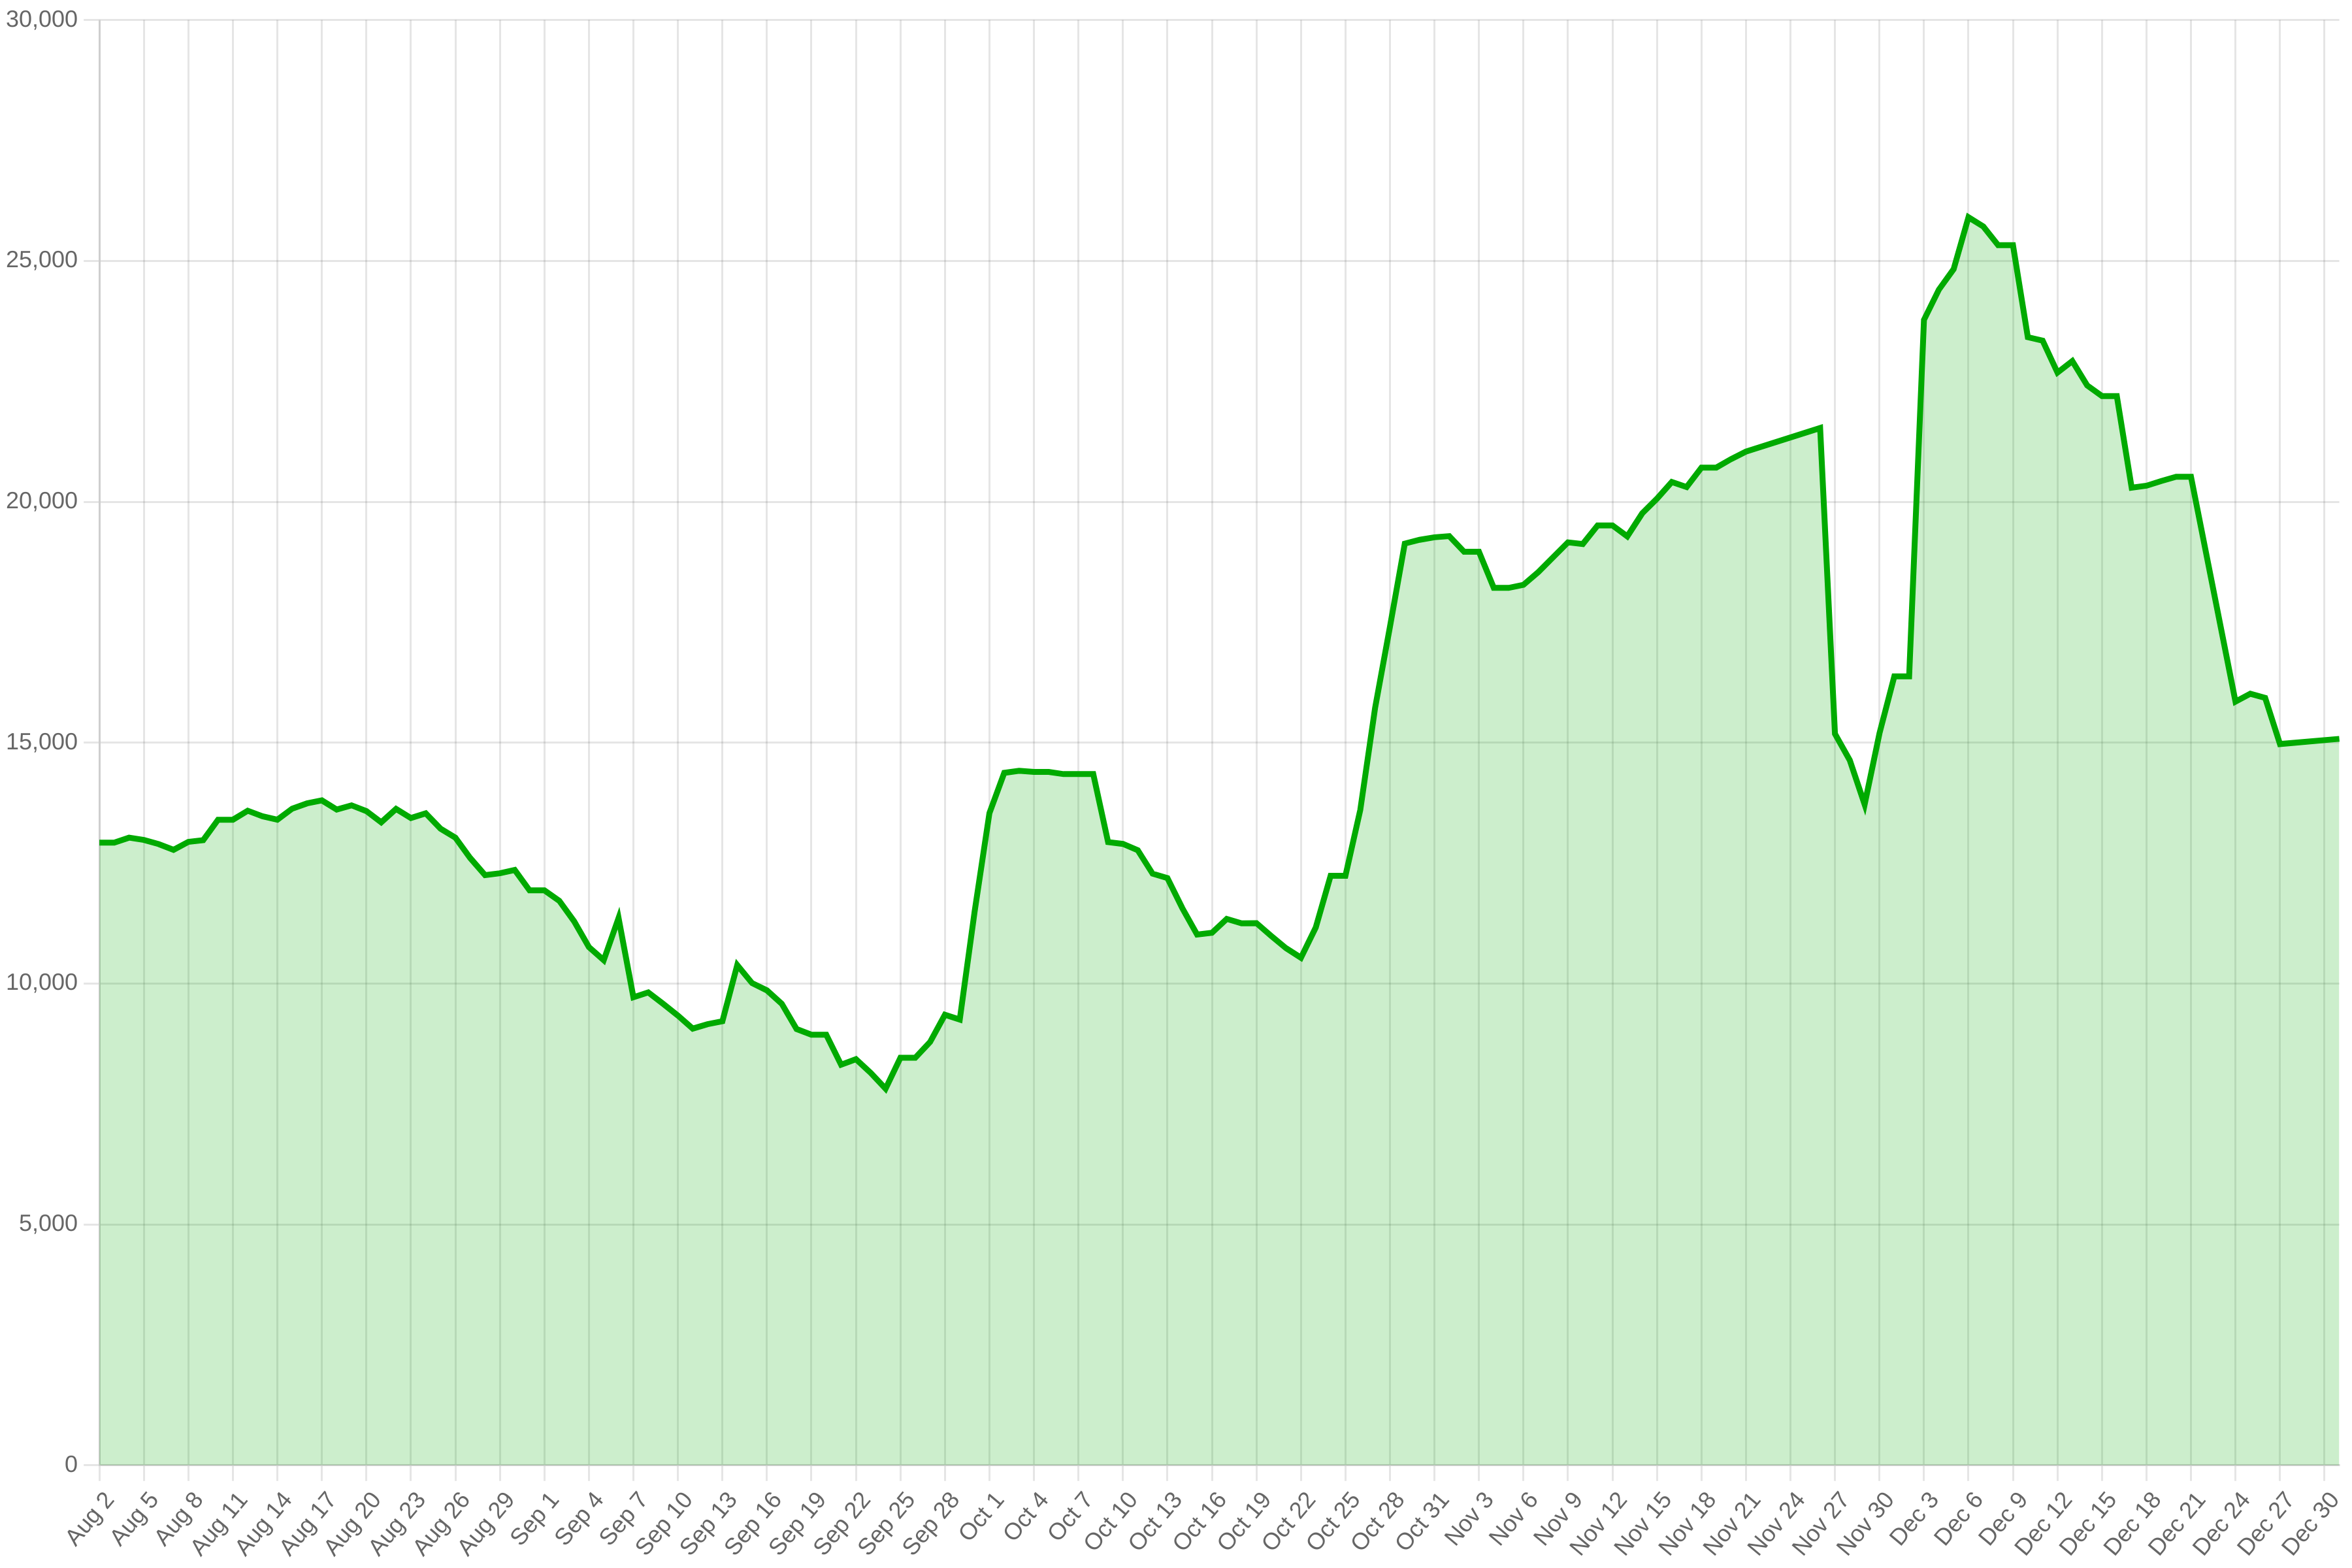 30,000
25,000
20,000
15,000
10,000
5,000
0
Aug 2
Aug 5
Aug 8
Aug 11
Aug 14
Aug 17
Aug 20
Aug 23
Aug 26
Aug 29
Sep 1
Sep 4
Sep 7
Sep 10
Sep 13
Sep 16
Sep 19
Sep 22
Sep 25
Sep 28
Oct 1
Oct 4
Oct 7
Oct 10
Oct 13
Oct 16
Oct 19
Oct 22
Oct 25
Oct 28
Oct 31
Nov 3
Nov 6
Nov 9
Nov 12
Nov 15
Nov 18
Nov 21
Nov 24
Nov 27
Nov 30
Dec 3
Dec 6
Dec 9
Dec 12
Dec 15
Dec 18
Dec 21
Dec 24
Dec 27
Dec 30